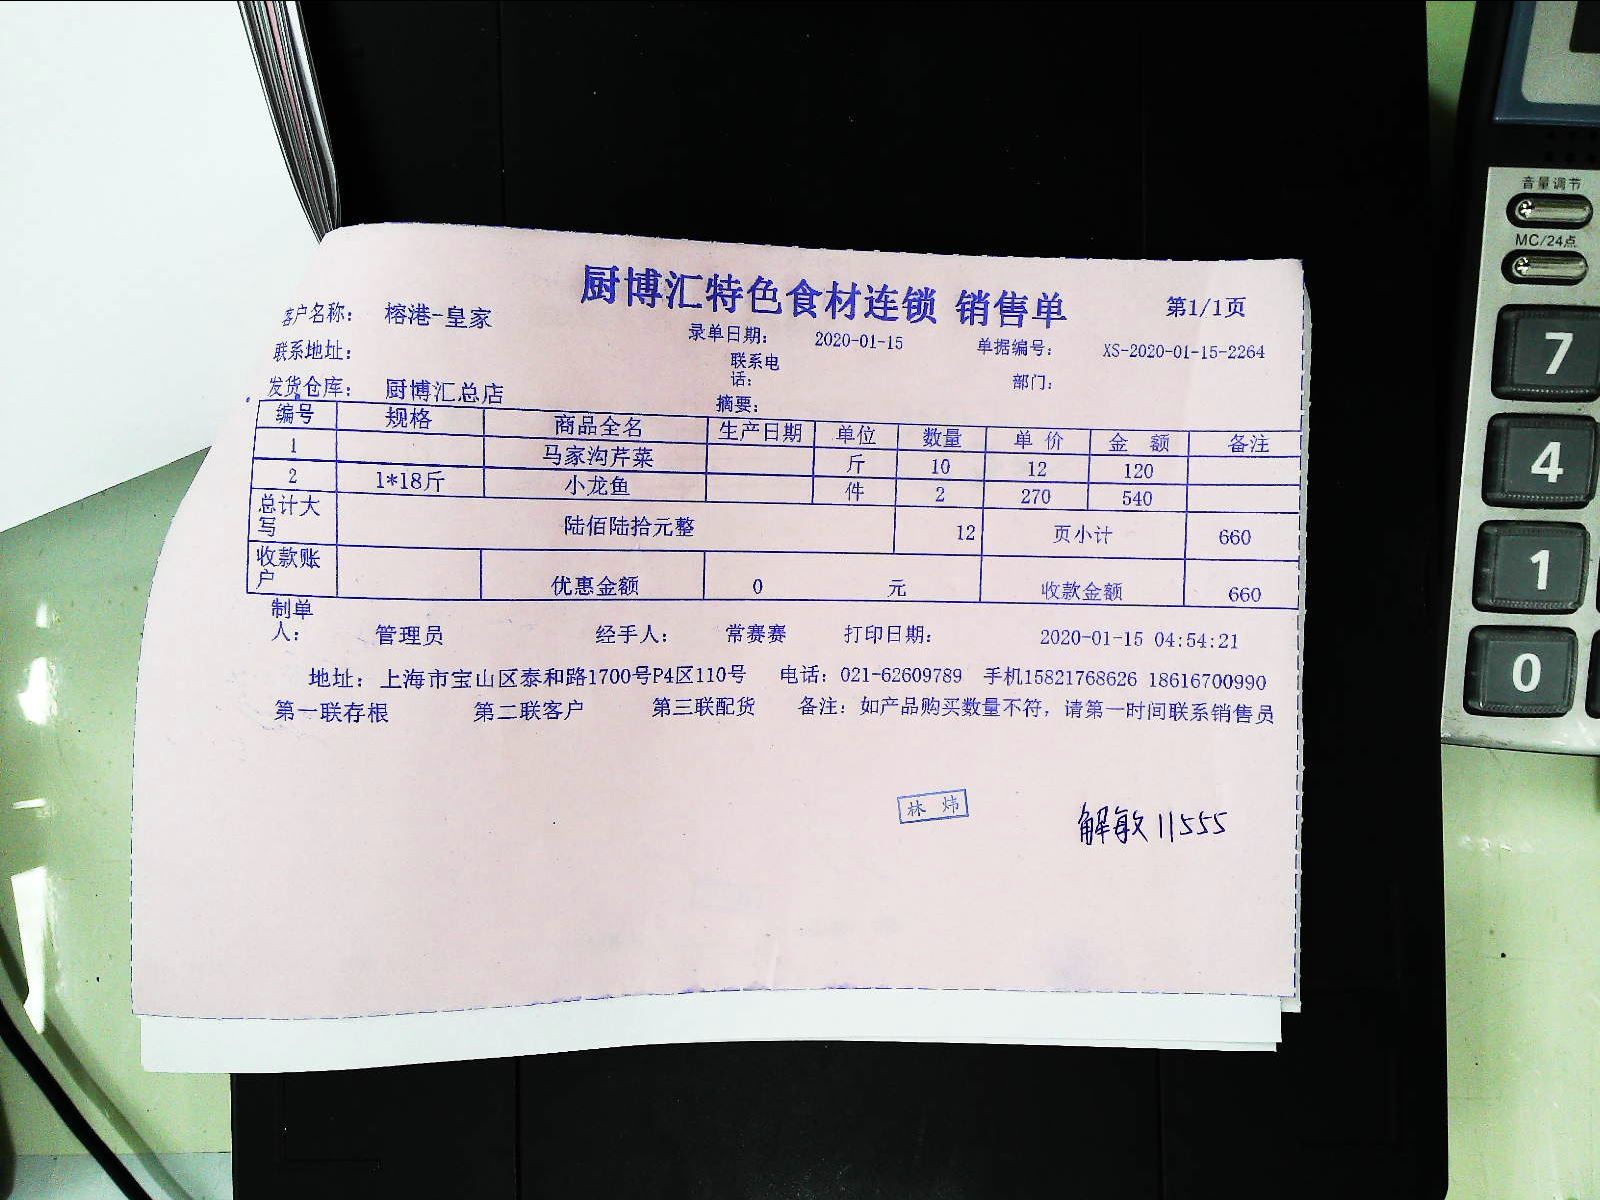 厨博汇特色食材连锁 销售单 第1/1页
客户名称： 榕港-皇家
录单日期： 2020-01-15 单据编号： XS-2020-01-15-2264
联系地址： 联系电话： 部门：
发货仓库： 厨博汇总店 摘要：
编号 规格 商品全名 生产日期 单位 数量 单价 金额 备注
1 马家沟芹菜 斤 10 12 120
2 1*18斤 小龙鱼 件 2 270 540
总计大写 陆佰陆拾元整 12 页小计 660
收款账户 优惠金额 0 元 收款金额 660
制单人： 管理员 经手人： 常赛赛 打印日期： 2020-01-15 04:54:21
地址：上海市宝山区泰和路1700号P4区110号 电话：021-62609789 手机15821768626 18616700990
第一联存根 第二联客户 第三联配货 备注：如产品购买数量不符，请第一时间联系销售员
林 炜
解敏 11555
音量调节
MC/24点
7
4
1
0